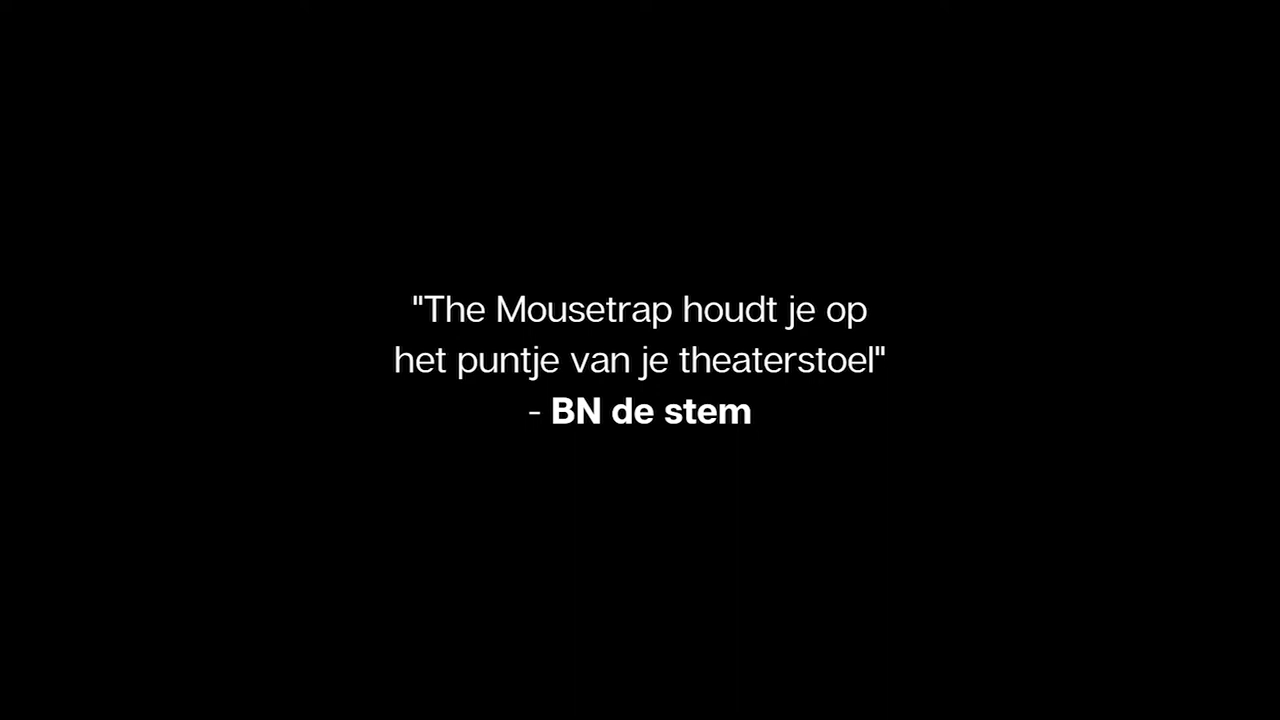 "The Mousetrap houdt je op
het puntje van je theaterstoel"
- BN de stem